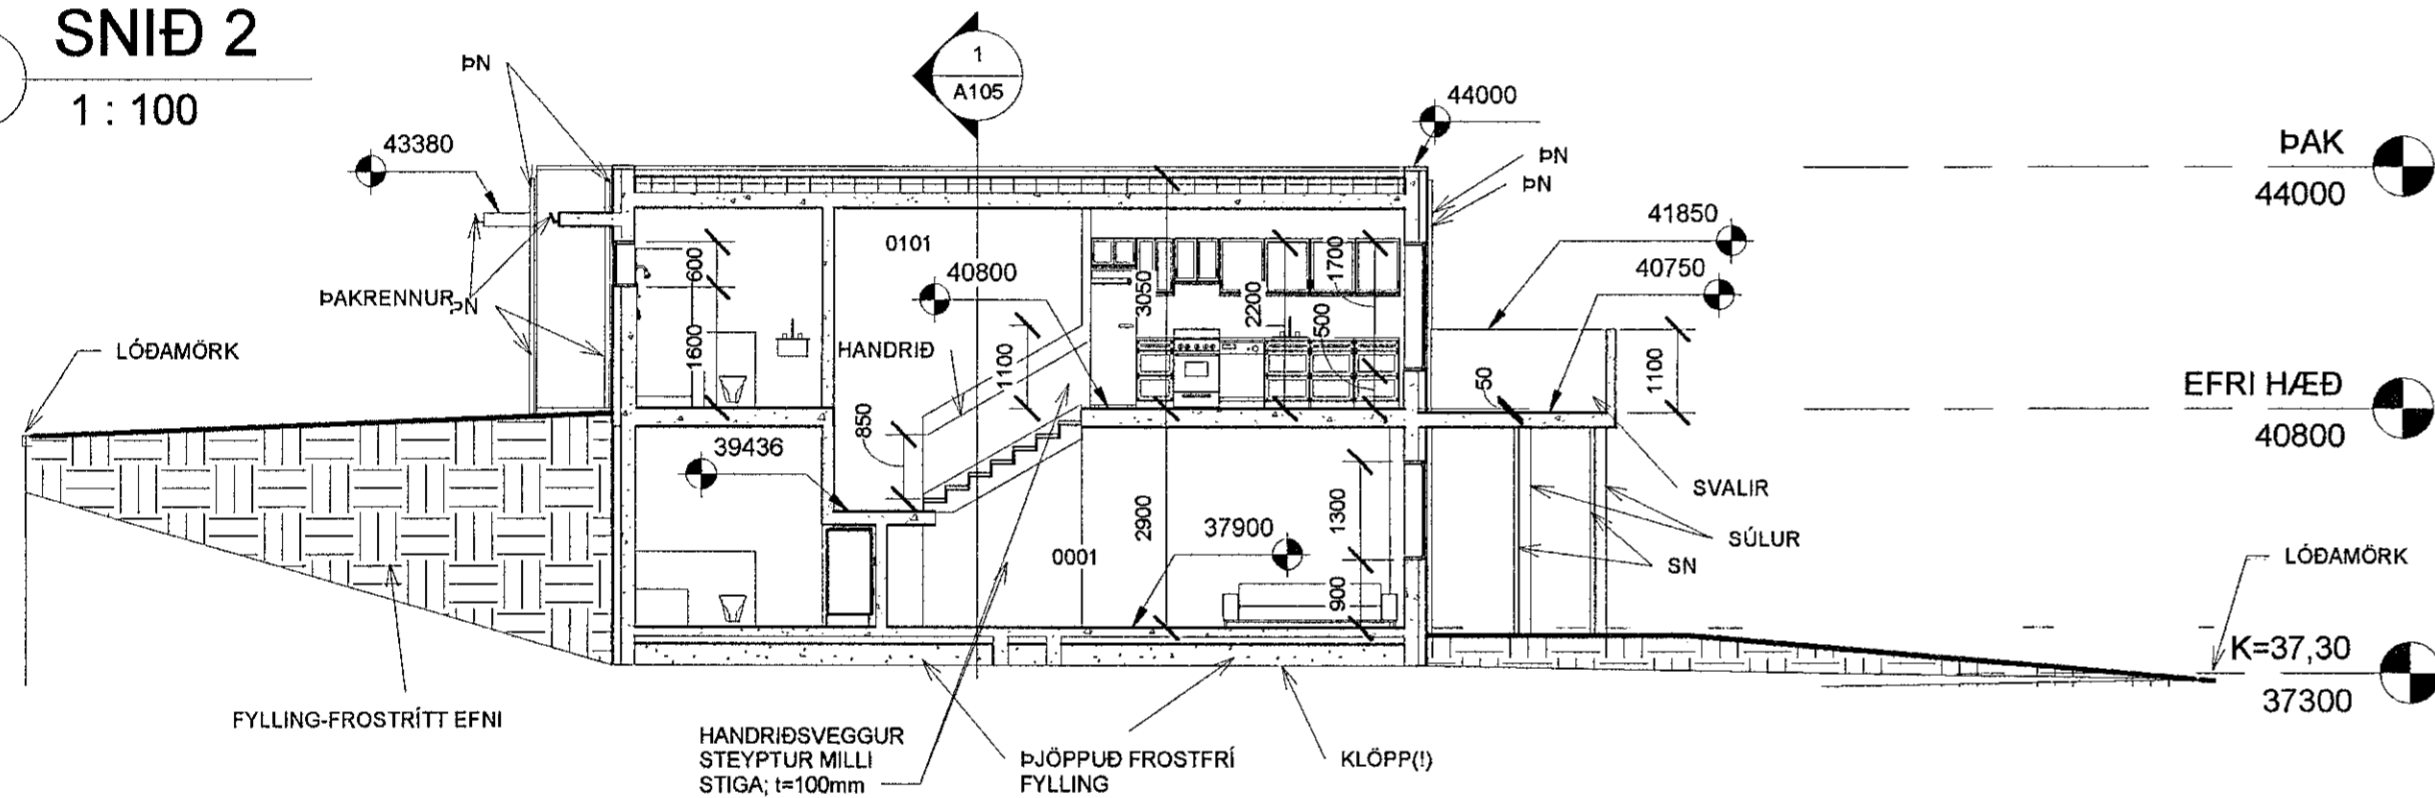 SNIÐ 2
1 : 100
ÞN
1
A105
44000
43380
ÞAK
44000
ÞN
ÞN
41850
40750
0101
40800
600
1600
3050
2200
1700
500
ÞAKRENNUR
ÞN
LÓÐAMÖRK
HANDRIÐ
1100
850
50
1100
EFRI HÆÐ
40800
39436
SVALIR
SÚLUR
SN
37900
2900
1300
900
0001
LÓÐAMÖRK
K=37,30
37300
FYLLING-FROSTRÍTT EFNI
HANDRIÐSVEGGUR
STEYPTUR MILLI
STIGA; t=100mm
ÞJÖPPUÐ FROSTFRÍ
FYLLING
KLÖPP(!)